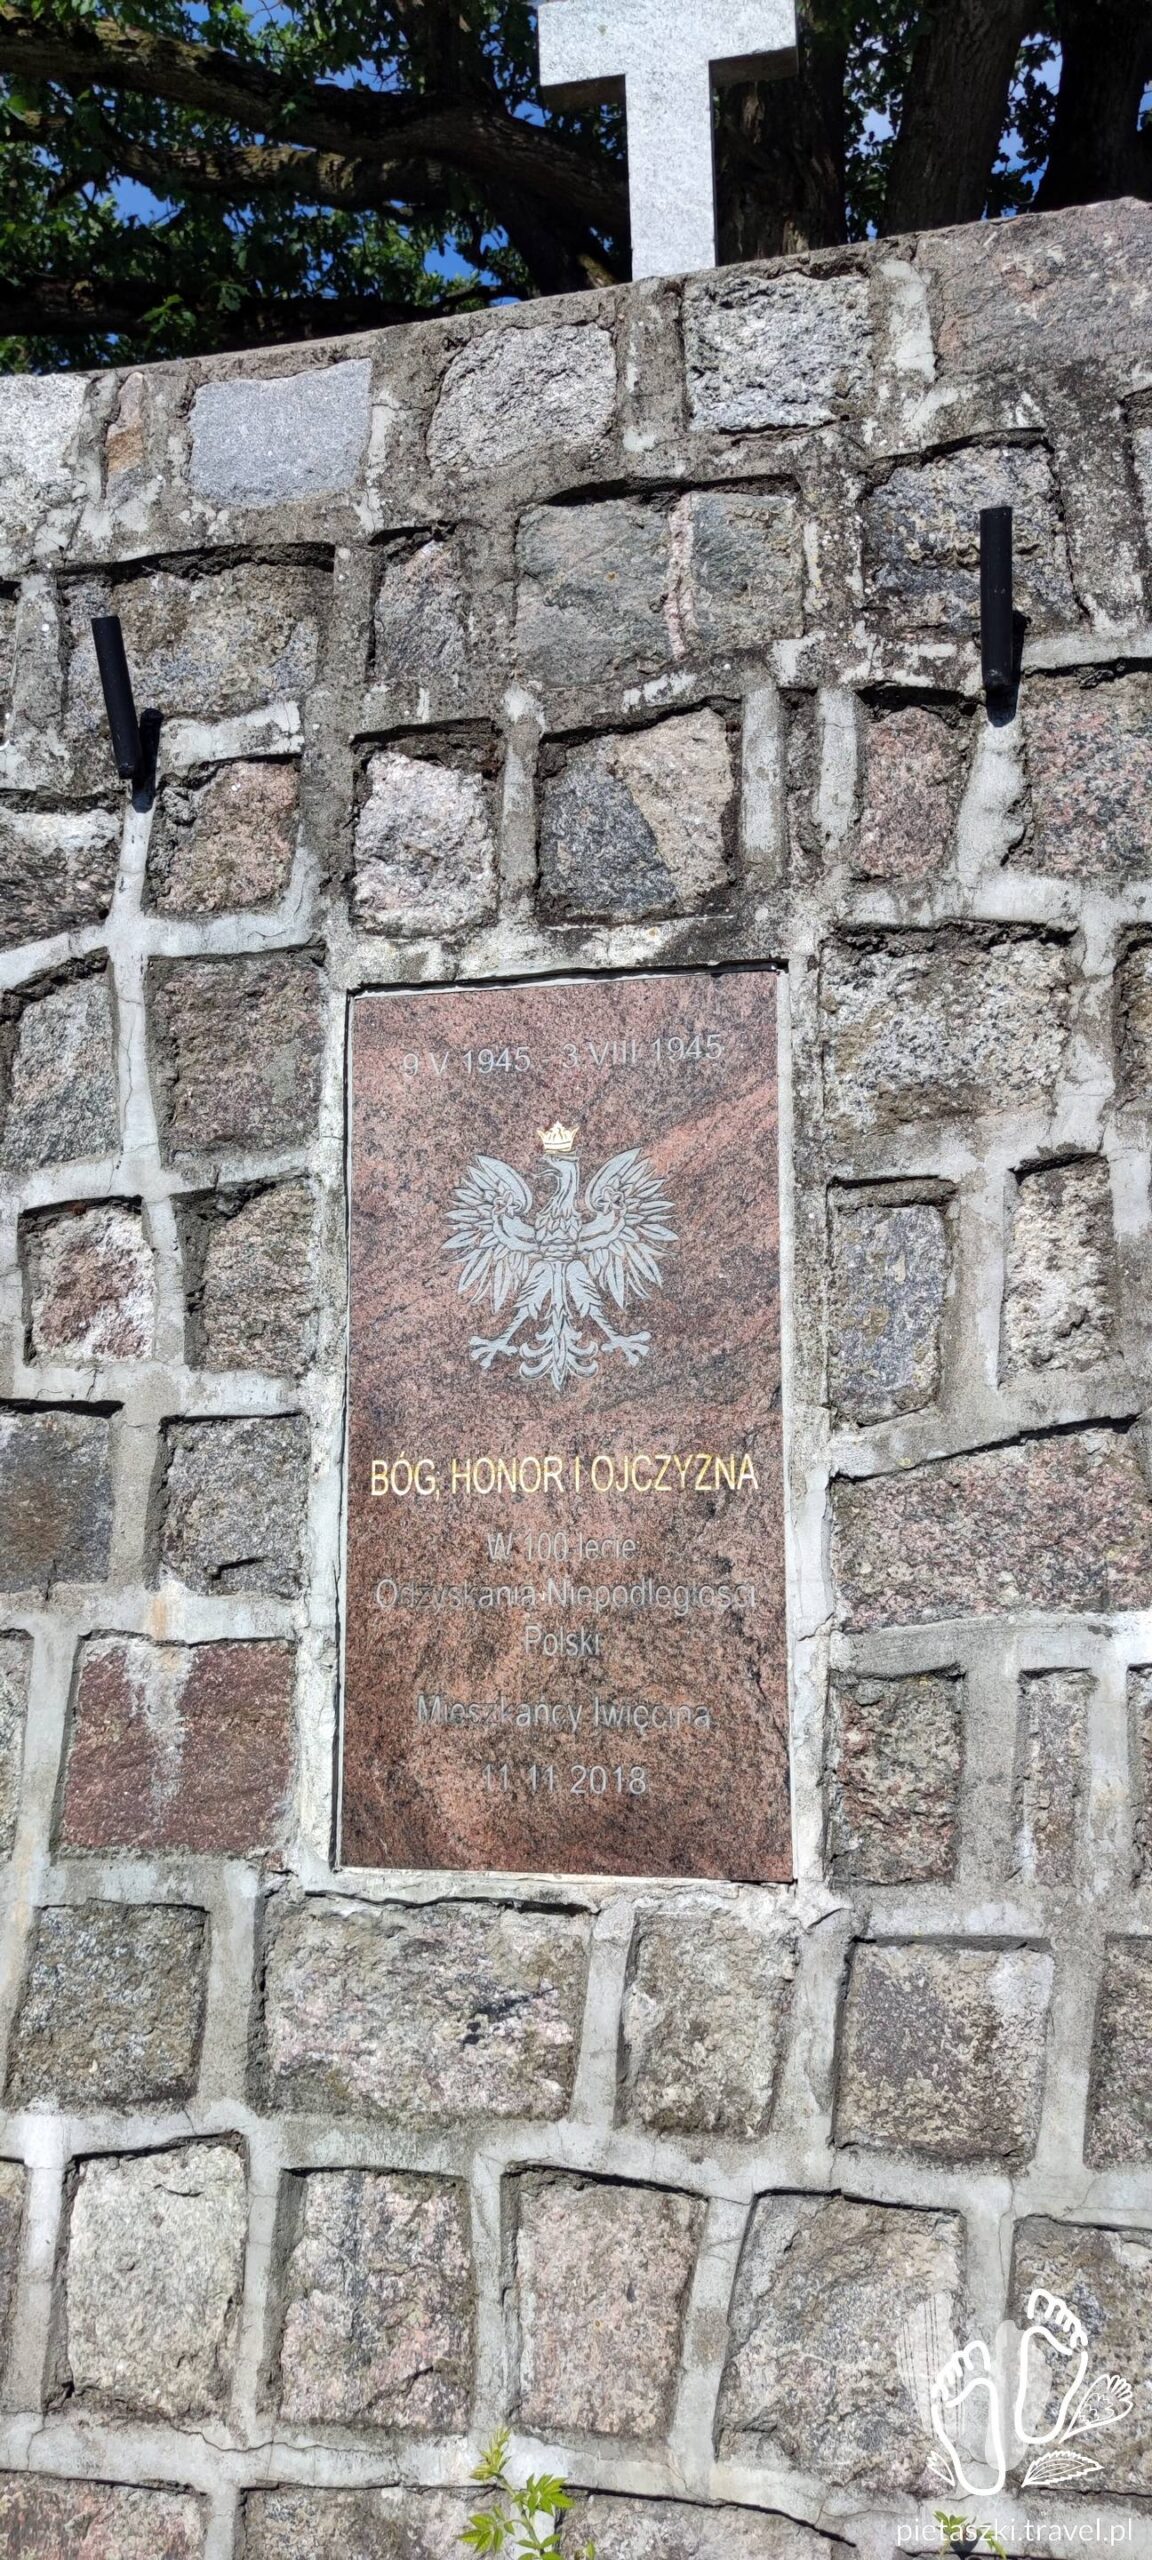 9 V 1945 - 3 VIII 1945
BÓG, HONOR I OJCZYZNA
W 100 lecie
Odzyskania Niepodległości
Polski
Mieszkańcy Iwięcina
11 11 2018
pietaszki.travel.pl